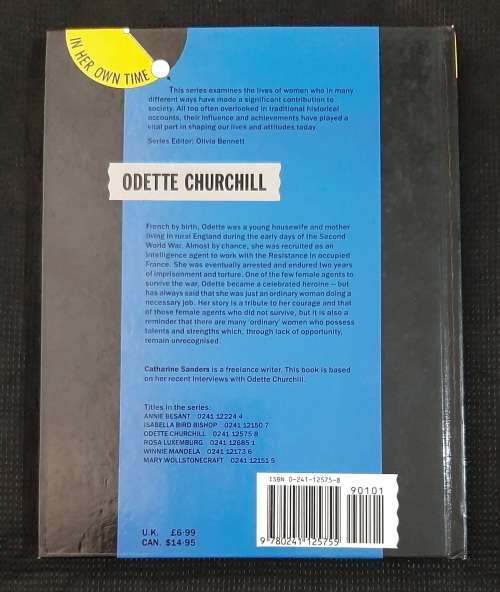 IN HER OWN TIME
This series examines the lives of women who in many
different ways have made a significant contribution to
society. All too often overlooked in traditional historical
accounts, their influence and achievements have played a
vital part in shaping our lives and attitudes today.
Series Editor: Olivia Bennett
ODETTE CHURCHILL
French by birth, Odette was a young housewife and mother
living in rural England during the early days of the Second
World War. Almost by chance, she was recruited as an
intelligence agent to work with the Resistance in occupied
France. She was eventually arrested and endured two years
of imprisonment and torture. One of the few female agents to
survive the war, Odette became a celebrated heroine – but
has always said that she was just an ordinary woman doing a
necessary job. Her story is a tribute to her courage and that
of those female agents who did not survive, but it is also a
reminder that there are many 'ordinary' women who possess
talents and strengths which, through lack of opportunity,
remain unrecognised.
Catharine Sanders is a freelance writer. This book is based
on her recent interviews with Odette Churchill.
Titles in the series:
ANNIE BESANT 0241 12224 4
ISABELLA BIRD BISHOP 0241 12150 7
ODETTE CHURCHILL 0241 12575 8
ROSA LUXEMBURG 0241 12685 1
WINNIE MANDELA 0241 12173 6
MARY WOLLSTONECRAFT 0241 12151 5
ISBN 0-241-12575-8
90101
9 780241 125755
U.K. £6.99
CAN. $14.95